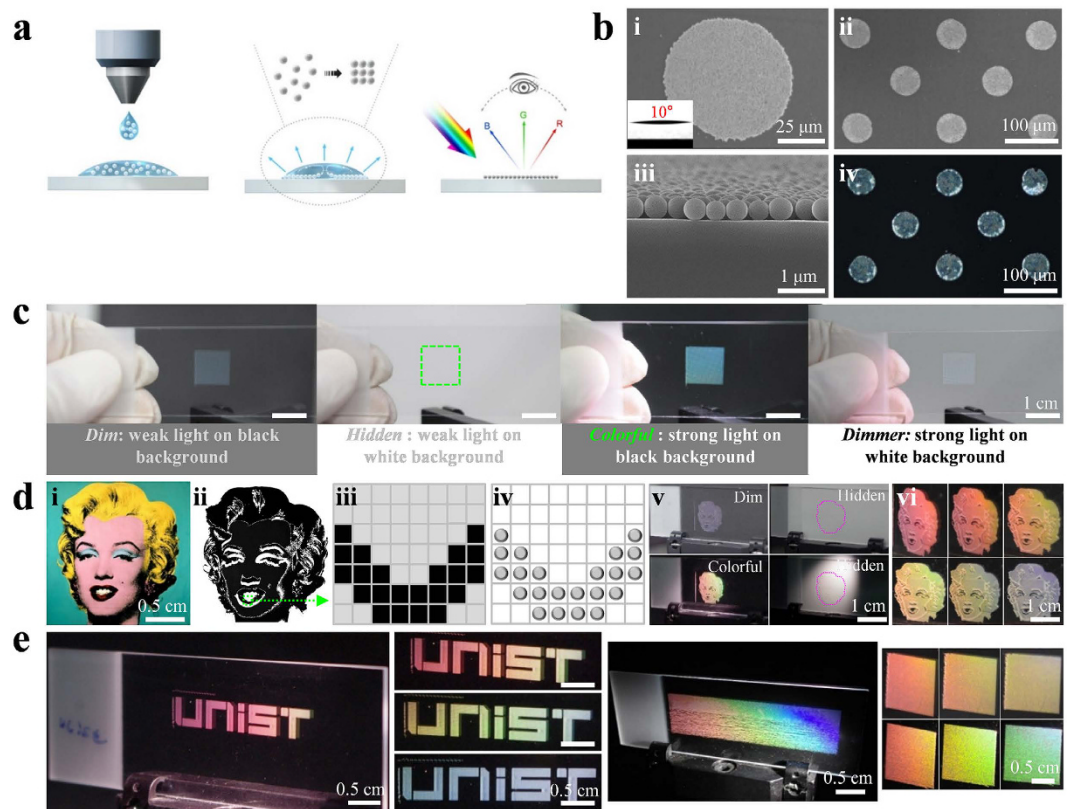 a
B
G
R
b
i
10°
25 μm
ii
100 μm
iii
1 μm
iv
100 μm
c
1 cm
Dim: weak light on black
background
Hidden : weak light on
white background
Colorful : strong light on
black background
Dimmer: strong light on
white background
d
i
0.5 cm
ii
iii
iv
v
Dim
Hidden
Colorful
1 cm
vi
1 cm
e
UNIST
0.5 cm
UNIST
UNIST
UNIST
0.5 cm
0.5 cm
0.5 cm